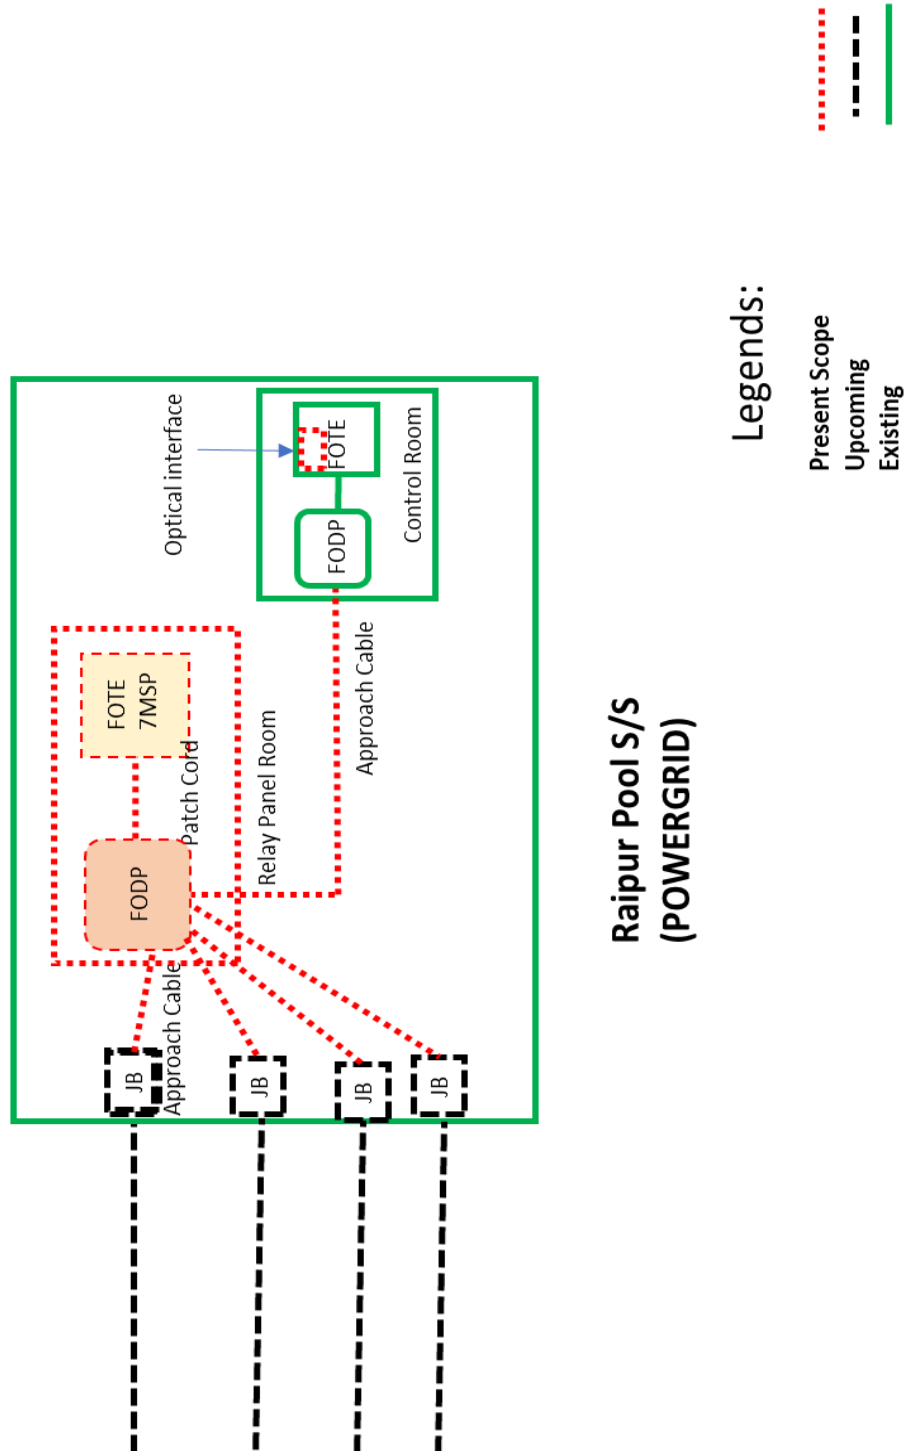 FOTE
7MSP
JB
FODP
Approach Cable
Optical interface
Patch Cord
JB
Relay Panel Room
FODP
FOTE
JB
Approach Cable
Control Room
JB
Raipur Pool S/S
(POWERGRID)
Legends:
Present Scope
Upcoming
Existing